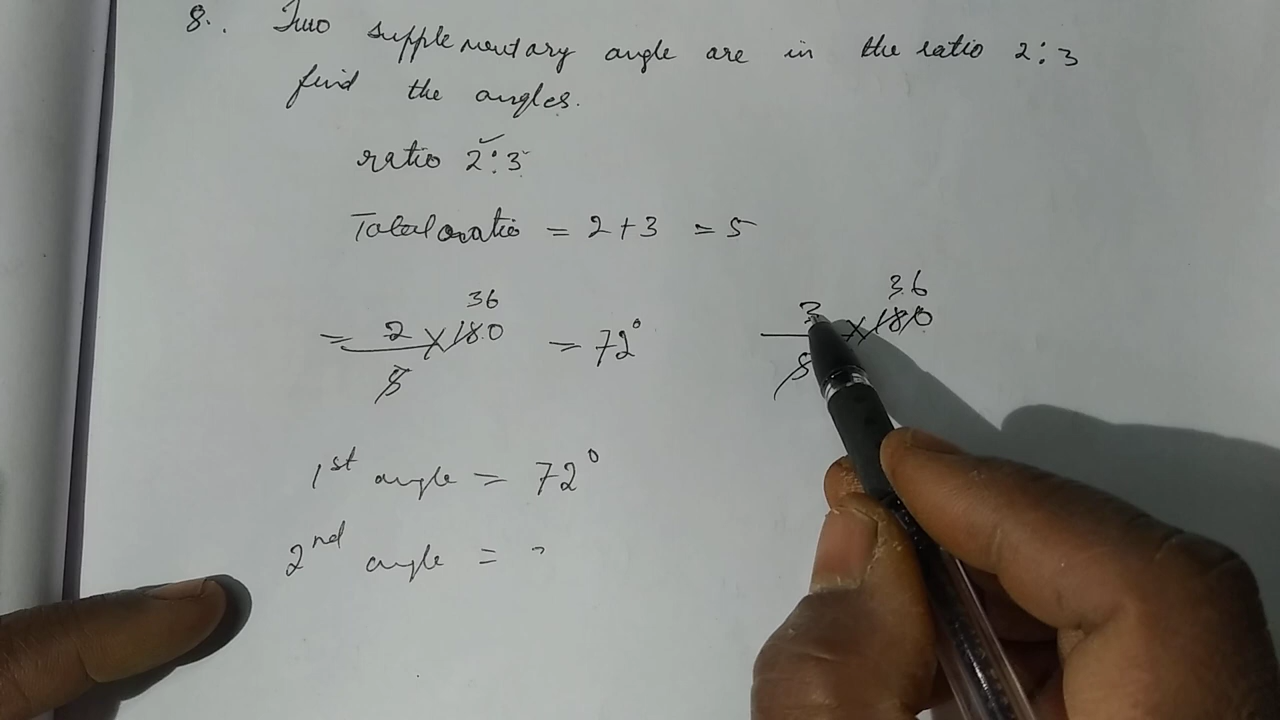 8. Two supplementary angle are in the ratio 2:3
find the angles.
ratio 2:3
Total ratio = 2+3 = 5
36
= 2 × 180 = 72°
5
36
3 × 180
5
1st angle = 72°
2nd angle = ?